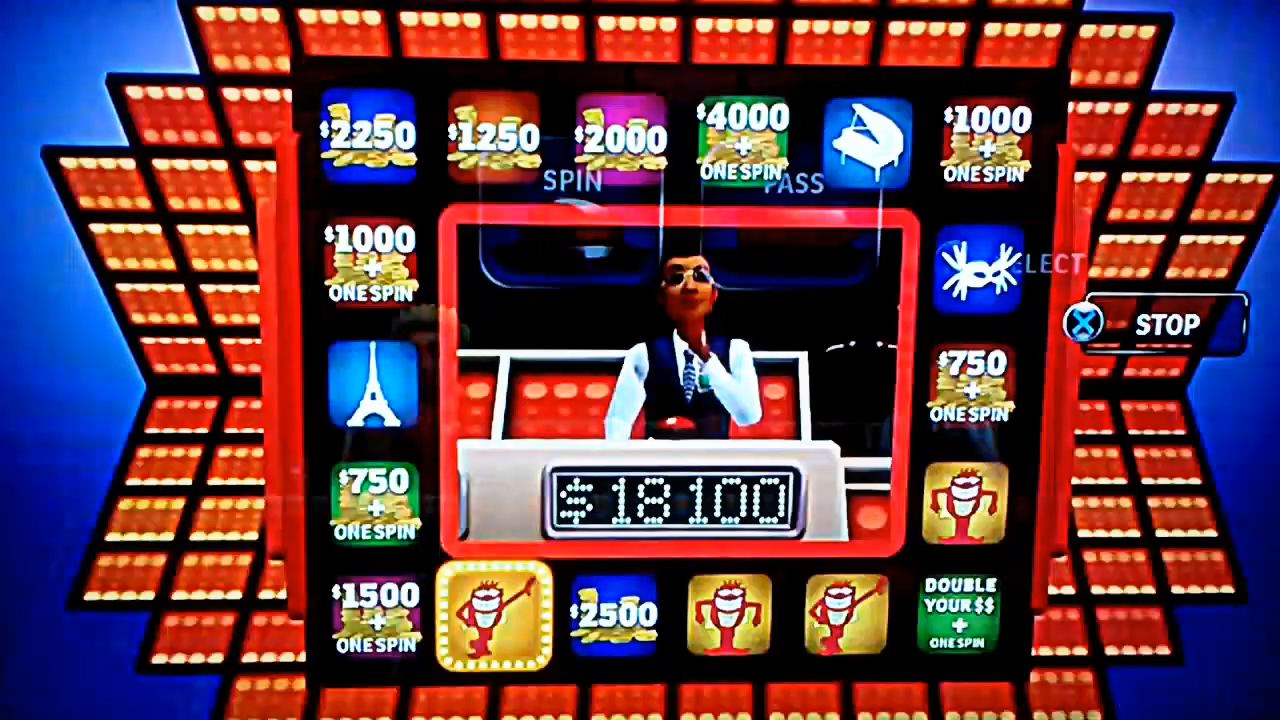 $2250
$1250
$2000
$4000
+
ONE SPIN
$1000
+
ONE SPIN
SPIN
PASS
$1000
+
ONE SPIN
STOP
$750
+
ONE SPIN
$750
+
ONE SPIN
$18100
$1500
+
ONE SPIN
$2500
DOUBLE
YOUR $$
+
ONE SPIN